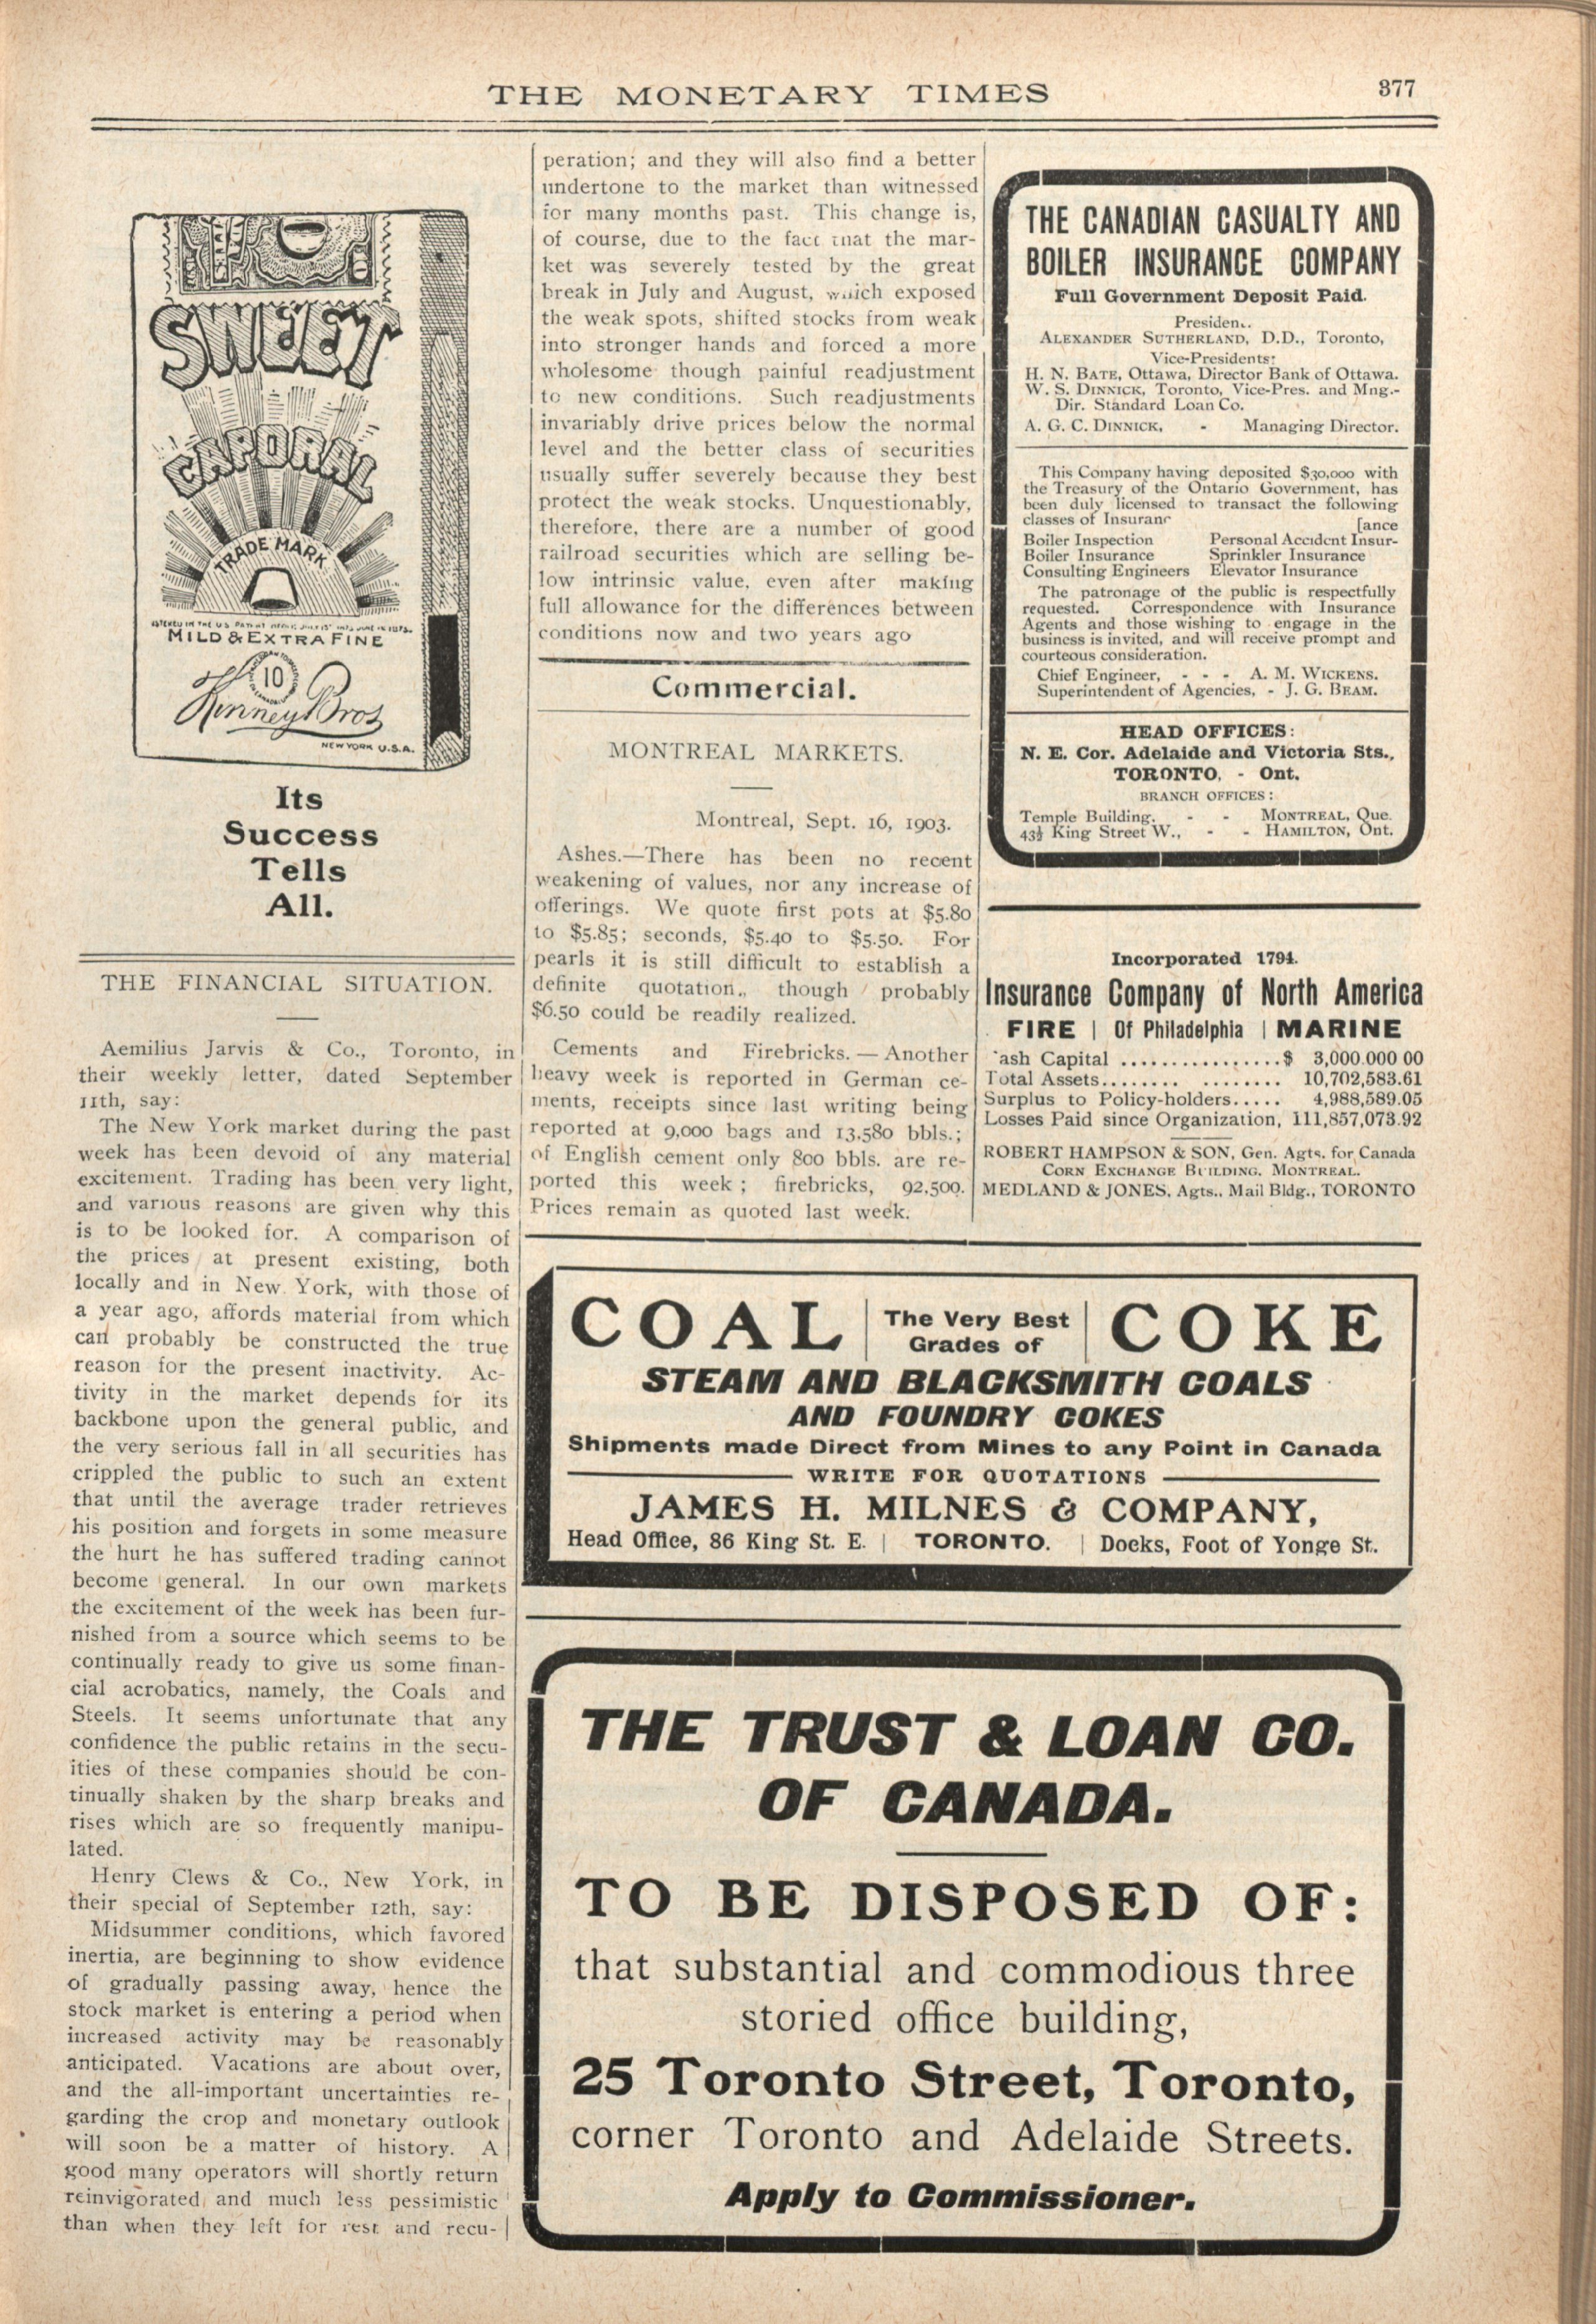 THE MONETARY TIMES
377
SWEET
CAPORAL
TRADE MARK
MILD & EXTRA FINE
10
Kinney Bros
NEW YORK U.S.A.
Its
Success
Tells
All.
THE FINANCIAL SITUATION.
Aemilius Jarvis & Co., Toronto, in
their weekly letter, dated September
11th, say:
The New York market during the past
week has been devoid of any material
excitement. Trading has been very light,
and various reasons are given why this
is to be looked for. A comparison of
the prices at present existing, both
locally and in New York, with those of
a year ago, affords material from which
can probably be constructed the true
reason for the present inactivity. Ac-
tivity in the market depends for its
backbone upon the general public, and
the very serious fall in all securities has
crippled the public to such an extent
that until the average trader retrieves
his position and forgets in some measure
the hurt he has suffered trading cannot
become general. In our own markets
the excitement of the week has been fur-
nished from a source which seems to be
continually ready to give us some finan-
cial acrobatics, namely, the Coals and
Steels. It seems unfortunate that any
confidence the public retains in the secu-
ities of these companies should be con-
tinually shaken by the sharp breaks and
rises which are so frequently manipu-
lated.
Henry Clews & Co., New York, in
their special of September 12th, say:
Midsummer conditions, which favored
inertia, are beginning to show evidence
of gradually passing away, hence the
stock market is entering a period when
increased activity may be reasonably
anticipated. Vacations are about over,
and the all-important uncertainties re-
garding the crop and monetary outlook
will soon be a matter of history. A
good many operators will shortly return
reinvigorated and much less pessimistic
than when they left for rest and recu-
peration; and they will also find a better
undertone to the market than witnessed
for many months past. This change is,
of course, due to the fact that the mar-
ket was severely tested by the great
break in July and August, which exposed
the weak spots, shifted stocks from weak
into stronger hands and forced a more
wholesome though painful readjustment
to new conditions. Such readjustments
invariably drive prices below the normal
level and the better class of securities
usually suffer severely because they best
protect the weak stocks. Unquestionably,
therefore, there are a number of good
railroad securities which are selling be-
low intrinsic value, even after making
full allowance for the differences between
conditions now and two years ago
Commercial.
MONTREAL MARKETS.
Montreal, Sept. 16, 1903.
Ashes.—There has been no recent
weakening of values, nor any increase of
offerings. We quote first pots at $5.80
to $5.85; seconds, $5.40 to $5.50. For
pearls it is still difficult to establish a
definite quotation., though probably
$6.50 could be readily realized.
Cements and Firebricks. — Another
heavy week is reported in German ce-
ments, receipts since last writing being
reported at 9,000 bags and 13,580 bbls.;
of English cement only 800 bbls. are re-
ported this week; firebricks, 92,500.
Prices remain as quoted last week.
THE CANADIAN CASUALTY AND
BOILER INSURANCE COMPANY
Full Government Deposit Paid.
Presiden..
ALEXANDER SUTHERLAND, D.D., Toronto,
Vice-Presidents:
H. N. BATE, Ottawa, Director Bank of Ottawa.
W. S. DINNICK, Toronto, Vice-Pres. and Mng.-
Dir. Standard Loan Co.
A. G. C. DINNICK, - Managing Director.
This Company having deposited $30,000 with
the Treasury of the Ontario Government, has
been duly licensed to transact the following
classes of Insuranc
[ance
Boiler Inspection Personal Accident Insur-
Boiler Insurance Sprinkler Insurance
Consulting Engineers Elevator Insurance
The patronage of the public is respectfully
requested. Correspondence with Insurance
Agents and those wishing to engage in the
business is invited, and will receive prompt and
courteous consideration.
Chief Engineer, - - - A. M. WICKENS.
Superintendent of Agencies, - J. G. BEAM.
HEAD OFFICES:
N. E. Cor. Adelaide and Victoria Sts.,
TORONTO, - Ont.
BRANCH OFFICES:
Temple Building, - - MONTREAL, Que.
43½ King Street W., - - HAMILTON, Ont.
Incorporated 1794.
Insurance Company of North America
FIRE | Of Philadelphia | MARINE
ash Capital ................$ 3,000.000 00
Total Assets........ ........ 10,702,583.61
Surplus to Policy-holders..... 4,988,589.05
Losses Paid since Organization, 111,857,073.92
ROBERT HAMPSON & SON, Gen. Agts. for Canada
CORN EXCHANGE BUILDING, MONTREAL.
MEDLAND & JONES, Agts., Mail Bldg., TORONTO
COAL | The Very Best Grades of | COKE
STEAM AND BLACKSMITH COALS
AND FOUNDRY COKES
Shipments made Direct from Mines to any Point in Canada
WRITE FOR QUOTATIONS
JAMES H. MILNES & COMPANY,
Head Office, 86 King St. E. | TORONTO. | Docks, Foot of Yonge St.
THE TRUST & LOAN CO.
OF CANADA.
TO BE DISPOSED OF:
that substantial and commodious three
storied office building,
25 Toronto Street, Toronto,
corner Toronto and Adelaide Streets.
Apply to Commissioner.